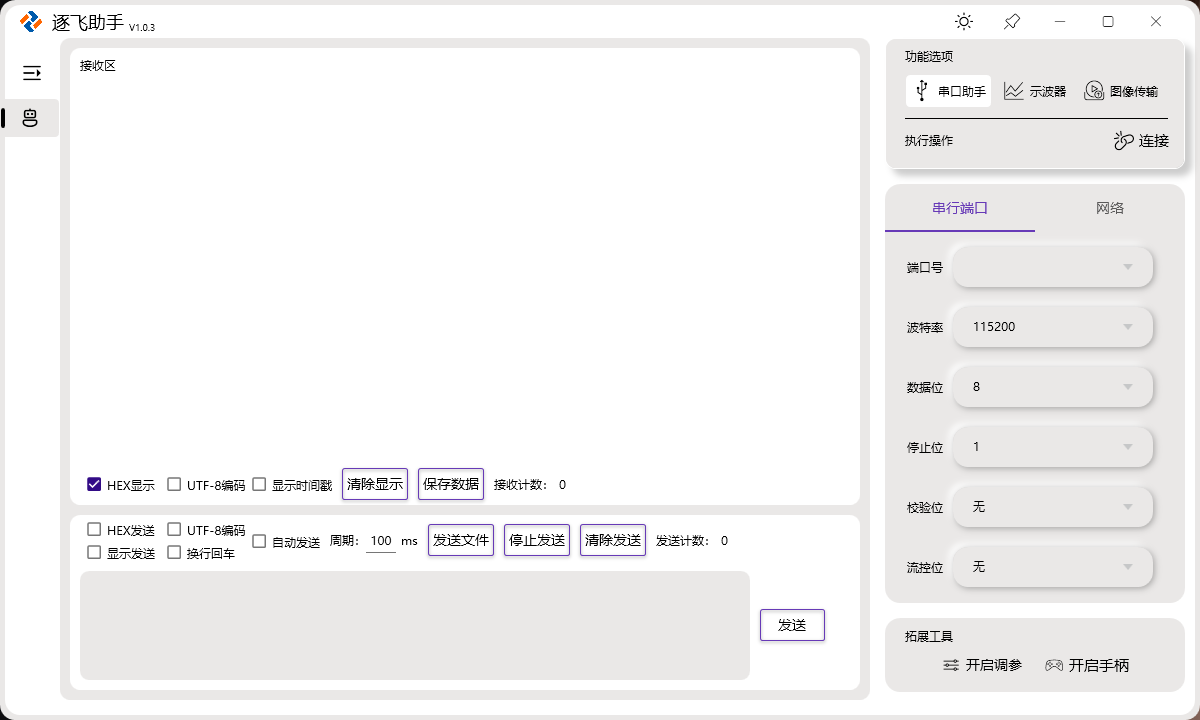 逐飞助手 V1.0.3
接收区
HEX显示 UTF-8编码 显示时间戳 清除显示 保存数据 接收计数： 0
HEX发送 UTF-8编码
显示发送 换行回车
自动发送 周期： 100 ms 发送文件 停止发送 清除发送 发送计数： 0
发送
功能选项
串口助手 示波器 图像传输
执行操作 连接
串行端口 网络
端口号
波特率 115200
数据位 8
停止位 1
校验位 无
流控位 无
拓展工具
开启调参 开启手柄